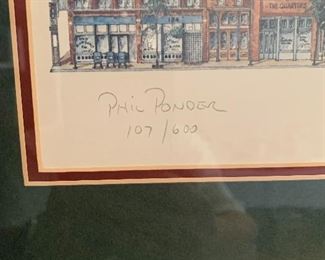 THE QUARTERS
Phil Ponder
107/600